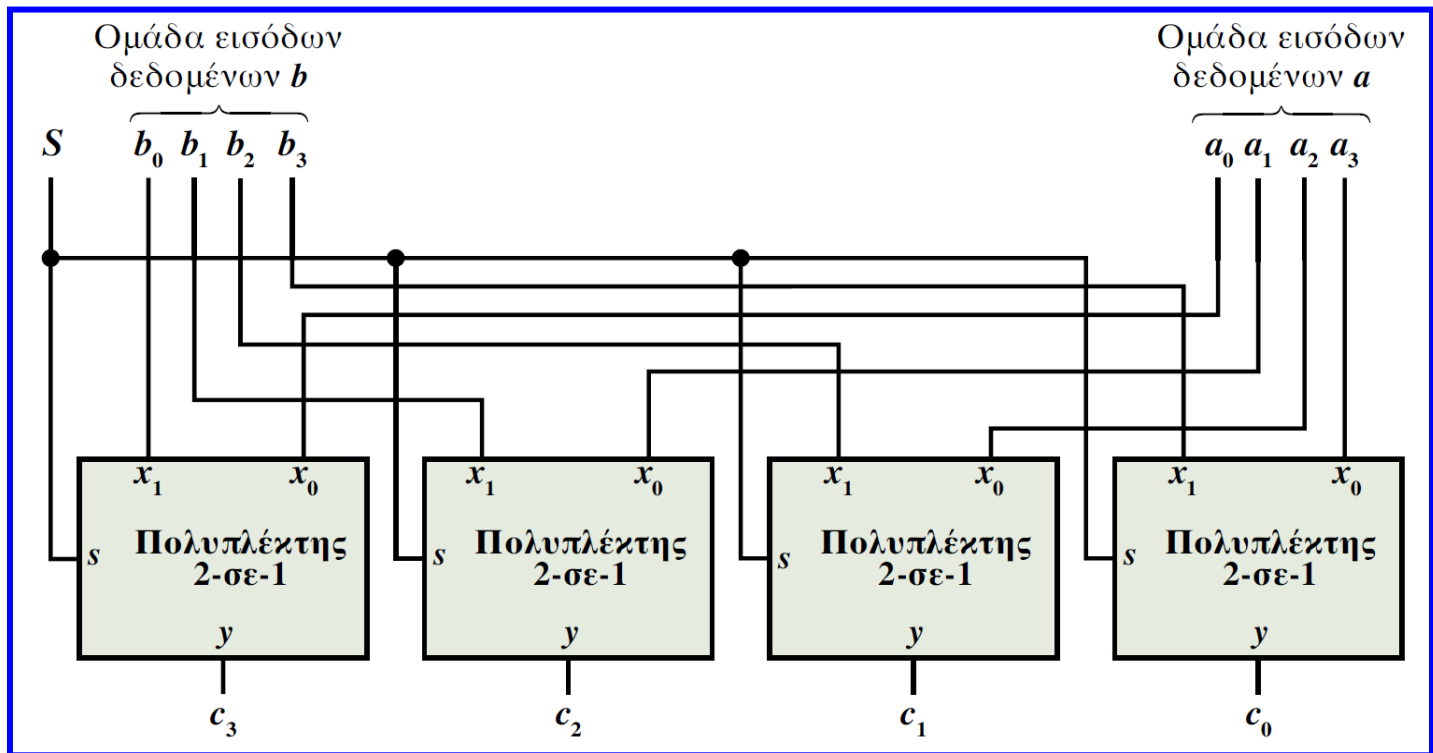 Ομάδα εισόδων
δεδομένων b
Ομάδα εισόδων
δεδομένων a
S b₀ b₁ b₂ b₃ a₀ a₁ a₂ a₃
x₁ x₀ x₁ x₀ x₁ x₀ x₁ x₀
s Πολυπλέκτης s Πολυπλέκτης s Πολυπλέκτης s Πολυπλέκτης
2-σε-1 2-σε-1 2-σε-1 2-σε-1
y y y y
c₃ c₂ c₁ c₀